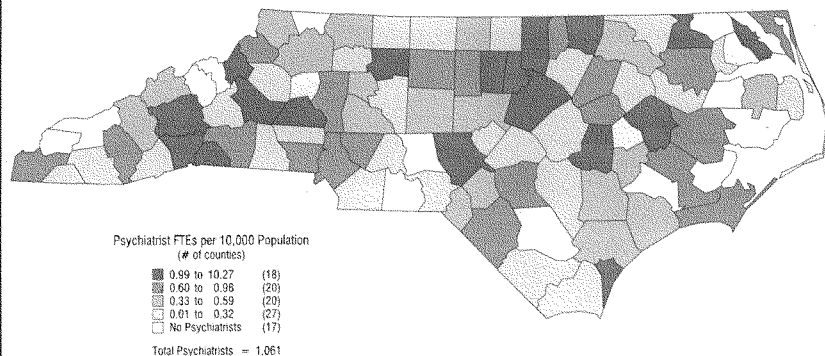 Psychiatrist FTEs per 10,000 Population
(# of counties)
0.99 to 10.27 (18)
0.60 to 0.98 (20)
0.33 to 0.59 (20)
0.01 to 0.32 (27)
No Psychiatrists (17)
Total Psychiatrists = 1,061